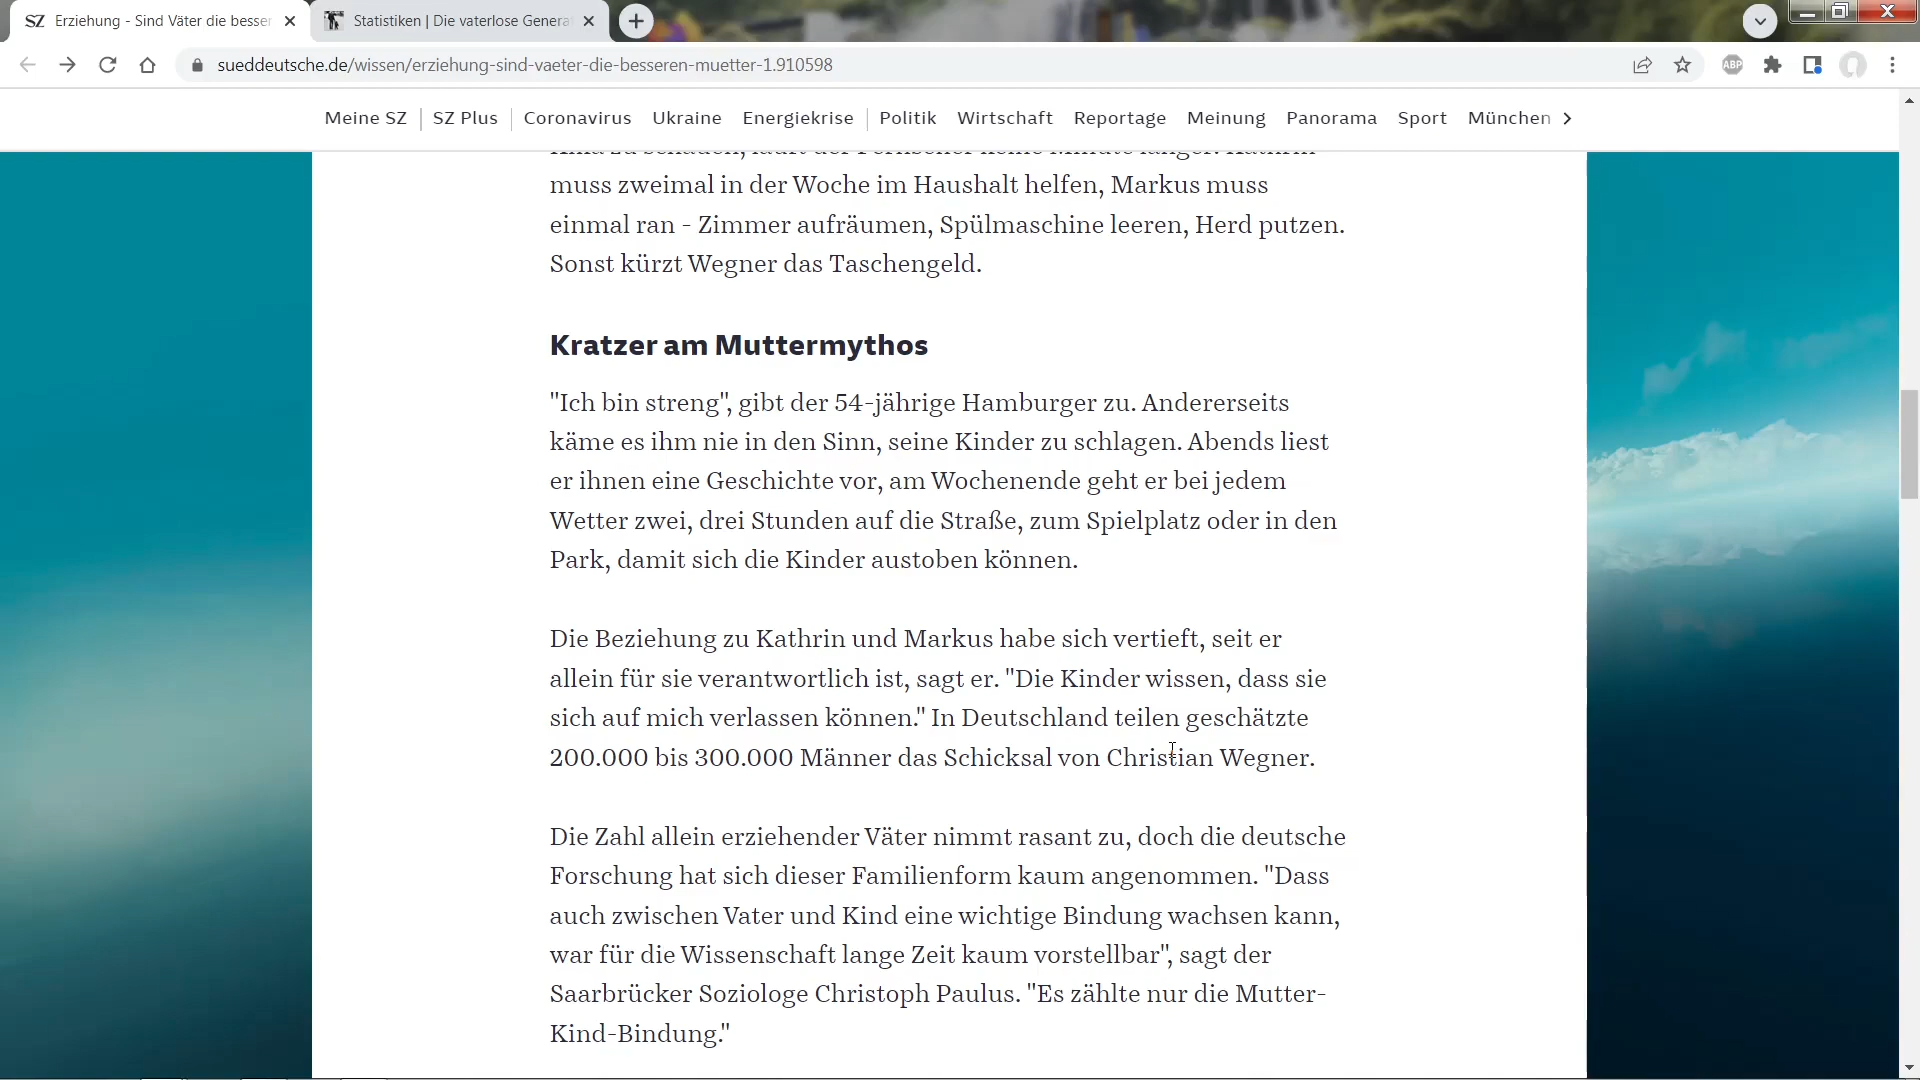 SZ Erziehung - Sind Väter die besser
Statistiken | Die vaterlose Genera
sueddeutsche.de/wissen/erziehung-sind-vaeter-die-besseren-muetter-1.910598
ABP
Meine SZ | SZ Plus | Coronavirus Ukraine Energiekrise | Politik Wirtschaft Reportage Meinung Panorama Sport München
muss zweimal in der Woche im Haushalt helfen, Markus muss
einmal ran - Zimmer aufräumen, Spülmaschine leeren, Herd putzen.
Sonst kürzt Wegner das Taschengeld.
Kratzer am Muttermythos
"Ich bin streng", gibt der 54-jährige Hamburger zu. Andererseits
käme es ihm nie in den Sinn, seine Kinder zu schlagen. Abends liest
er ihnen eine Geschichte vor, am Wochenende geht er bei jedem
Wetter zwei, drei Stunden auf die Straße, zum Spielplatz oder in den
Park, damit sich die Kinder austoben können.
Die Beziehung zu Kathrin und Markus habe sich vertieft, seit er
allein für sie verantwortlich ist, sagt er. "Die Kinder wissen, dass sie
sich auf mich verlassen können." In Deutschland teilen geschätzte
200.000 bis 300.000 Männer das Schicksal von Christian Wegner.
Die Zahl allein erziehender Väter nimmt rasant zu, doch die deutsche
Forschung hat sich dieser Familienform kaum angenommen. "Dass
auch zwischen Vater und Kind eine wichtige Bindung wachsen kann,
war für die Wissenschaft lange Zeit kaum vorstellbar", sagt der
Saarbrücker Soziologe Christoph Paulus. "Es zählte nur die Mutter-
Kind-Bindung."